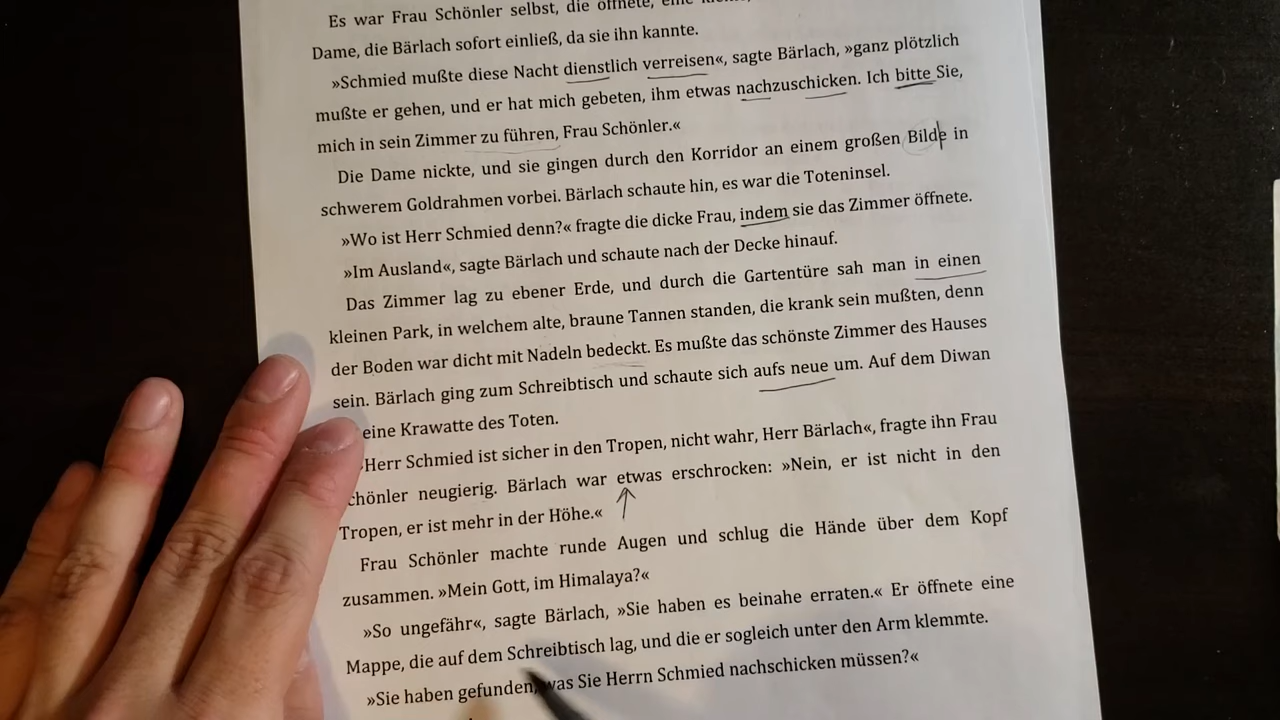 Es war Frau Schönler selbst, die öffnete, eine
Dame, die Bärlach sofort einließ, da sie ihn kannte.
»Schmied mußte diese Nacht dienstlich verreisen«, sagte Bärlach, »ganz plötzlich
mußte er gehen, und er hat mich gebeten, ihm etwas nachzuschicken. Ich bitte Sie,
mich in sein Zimmer zu führen, Frau Schönler.«
Die Dame nickte, und sie gingen durch den Korridor an einem großen Bilde in
schwerem Goldrahmen vorbei. Bärlach schaute hin, es war die Toteninsel.
»Wo ist Herr Schmied denn?« fragte die dicke Frau, indem sie das Zimmer öffnete.
»Im Ausland«, sagte Bärlach und schaute nach der Decke hinauf.
Das Zimmer lag zu ebener Erde, und durch die Gartentüre sah man in einen
kleinen Park, in welchem alte, braune Tannen standen, die krank sein mußten, denn
der Boden war dicht mit Nadeln bedeckt. Es mußte das schönste Zimmer des Hauses
sein. Bärlach ging zum Schreibtisch und schaute sich aufs neue um. Auf dem Diwan
eine Krawatte des Toten.
Herr Schmied ist sicher in den Tropen, nicht wahr, Herr Bärlach«, fragte ihn Frau
chönler neugierig. Bärlach war etwas erschrocken: »Nein, er ist nicht in den
Tropen, er ist mehr in der Höhe.«
Frau Schönler machte runde Augen und schlug die Hände über dem Kopf
zusammen. »Mein Gott, im Himalaya?«
»So ungefähr«, sagte Bärlach, »Sie haben es beinahe erraten.« Er öffnete eine
Mappe, die auf dem Schreibtisch lag, und die er sogleich unter den Arm klemmte.
»Sie haben gefunden, was Sie Herrn Schmied nachschicken müssen?«